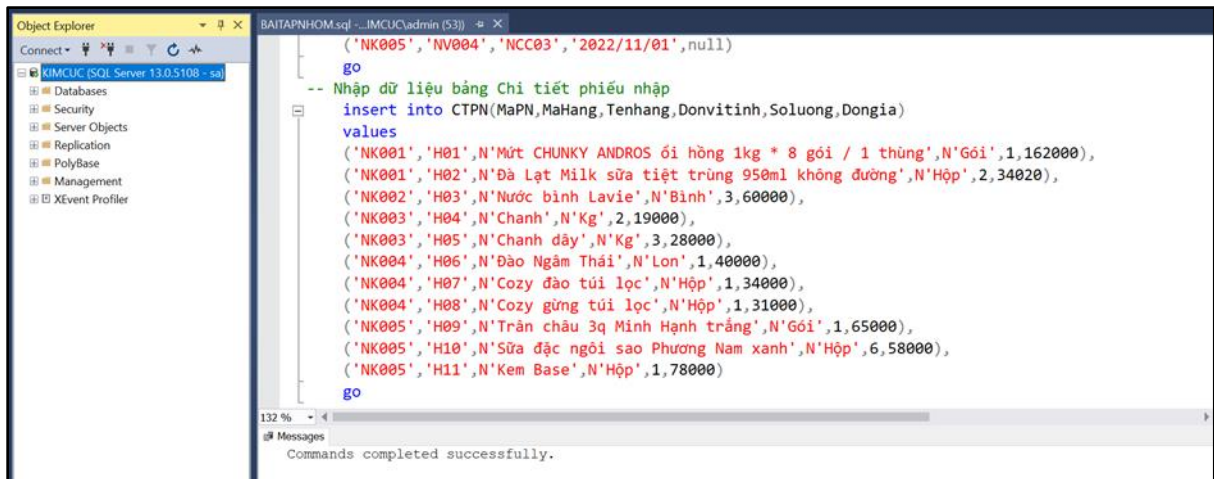 Object Explorer
Connect
KIMCUC (SQL Server 13.0.5108 - sa)
Databases
Security
Server Objects
Replication
PolyBase
Management
XEvent Profiler
BAITAPNHOM.sql -...IMCUC\admin (53))
('NK005','NV004','NCC03','2022/11/01',null)
go
-- Nhập dữ liệu bảng Chi tiết phiếu nhập
insert into CTPN(MaPN,MaHang,Tenhang,Donvitinh,Soluong,Dongia)
values
('NK001','H01',N'Mứt CHUNKY ANDROS ổi hồng 1kg * 8 gói / 1 thùng',N'Gói',1,162000),
('NK001','H02',N'Đà Lạt Milk sữa tiệt trùng 950ml không đường',N'Hộp',2,34020),
('NK002','H03',N'Nước bình Lavie',N'Bình',3,60000),
('NK003','H04',N'Chanh',N'Kg',2,19000),
('NK003','H05',N'Chanh dây',N'Kg',3,28000),
('NK004','H06',N'Đào Ngâm Thái',N'Lon',1,40000),
('NK004','H07',N'Cozy đào túi lọc',N'Hộp',1,34000),
('NK004','H08',N'Cozy gừng túi lọc',N'Hộp',1,31000),
('NK005','H09',N'Trân châu 3q Minh Hạnh trắng',N'Gói',1,65000),
('NK005','H10',N'Sữa đặc ngôi sao Phương Nam xanh',N'Hộp',6,58000),
('NK005','H11',N'Kem Base',N'Hộp',1,78000)
go
132 %
Messages
Commands completed successfully.